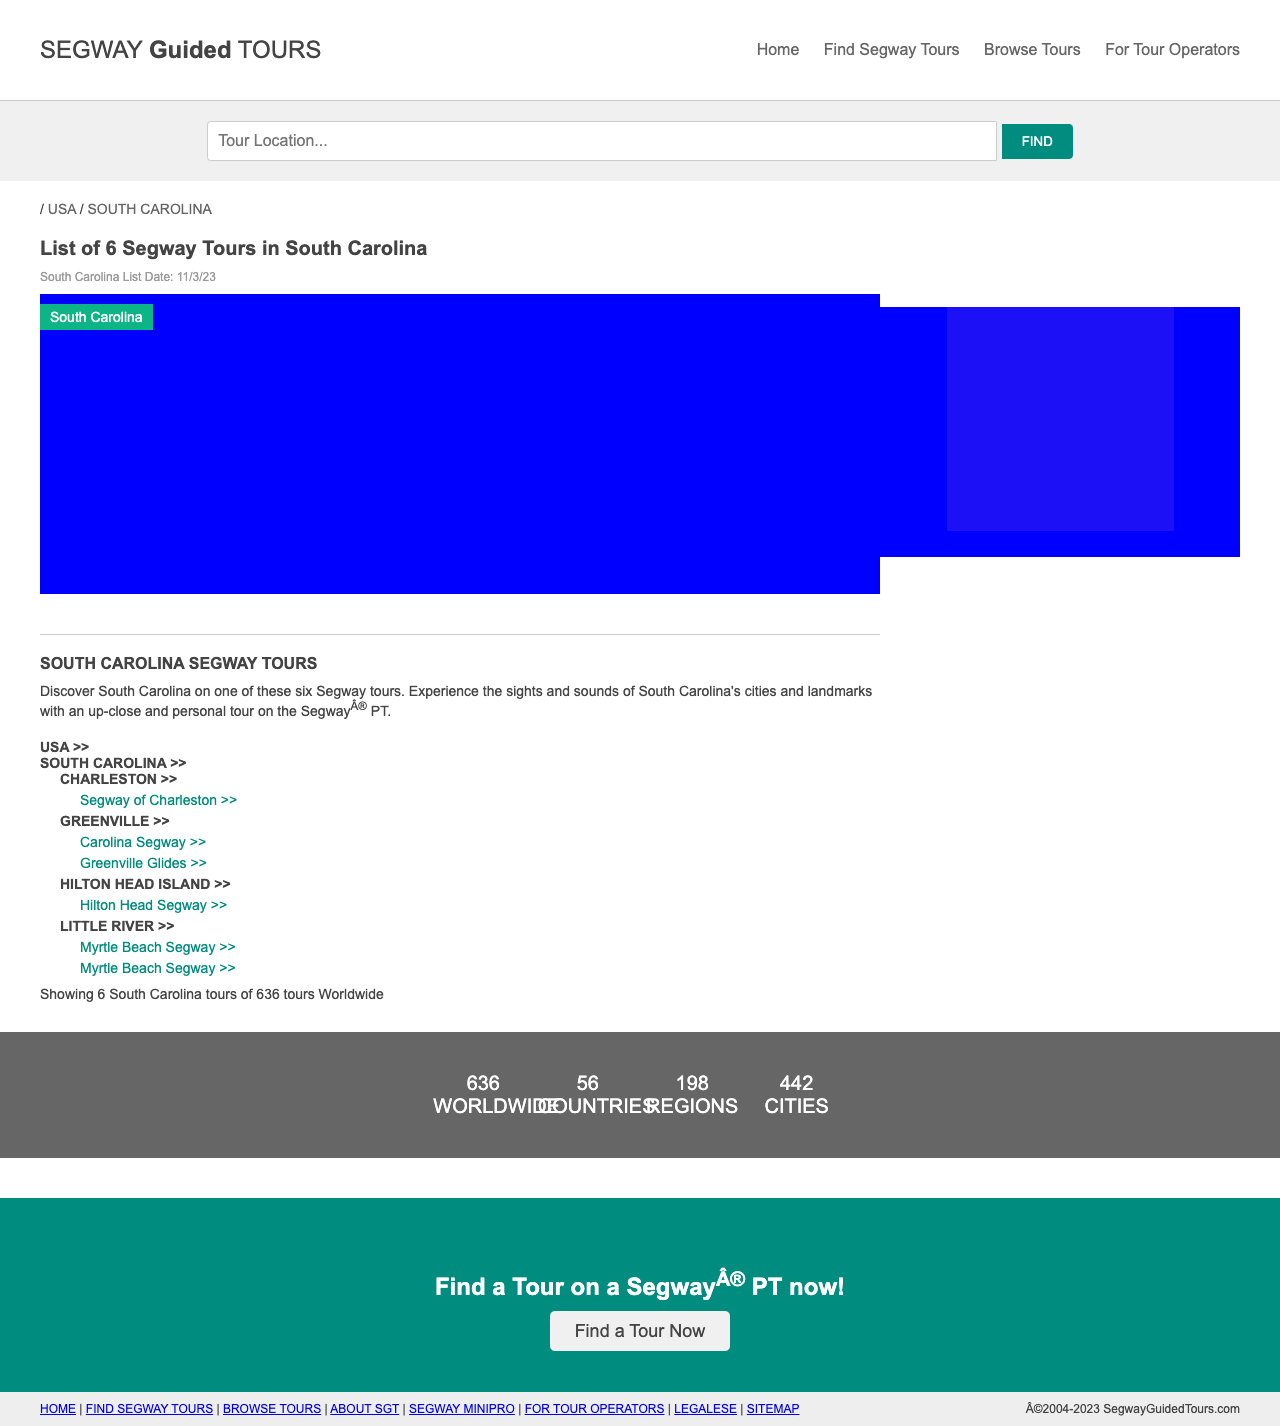 SEGWAY Guided TOURS
Home Find Segway Tours Browse Tours For Tour Operators
Tour Location... FIND
/ USA / SOUTH CAROLINA
List of 6 Segway Tours in South Carolina
South Carolina List Date: 11/3/23
South Carolina
SOUTH CAROLINA SEGWAY TOURS
Discover South Carolina on one of these six Segway tours. Experience the sights and sounds of South Carolina's cities and landmarks
with an up-close and personal tour on the SegwayÂ® PT.
USA >>
SOUTH CAROLINA >>
CHARLESTON >>
Segway of Charleston >>
GREENVILLE >>
Carolina Segway >>
Greenville Glides >>
HILTON HEAD ISLAND >>
Hilton Head Segway >>
LITTLE RIVER >>
Myrtle Beach Segway >>
Myrtle Beach Segway >>
Showing 6 South Carolina tours of 636 tours Worldwide
636 56 198 442
WORLDWIDE COUNTRIES REGIONS CITIES
Find a Tour on a SegwayÂ® PT now!
Find a Tour Now
HOME | FIND SEGWAY TOURS | BROWSE TOURS | ABOUT SGT | SEGWAY MINIPRO | FOR TOUR OPERATORS | LEGALESE | SITEMAP
Â©2004-2023 SegwayGuidedTours.com